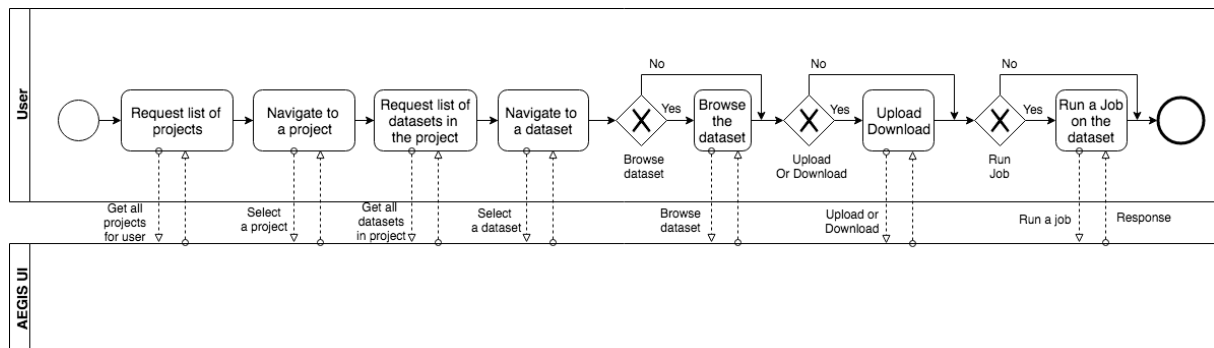 User
Request list of
projects
Navigate to
a project
Request list of
datasets in
the project
Navigate to
a dataset
No
Yes
Browse
dataset
Browse
the
dataset
No
Yes
Upload
Or Download
Upload
Download
No
Yes
Run
Job
Run a Job
on the
dataset
Get all
projects
for user
Select
a project
Get all
datasets
in project
Select
a dataset
Browse
dataset
Upload or
Download
Run a job
Response
AEGIS UI